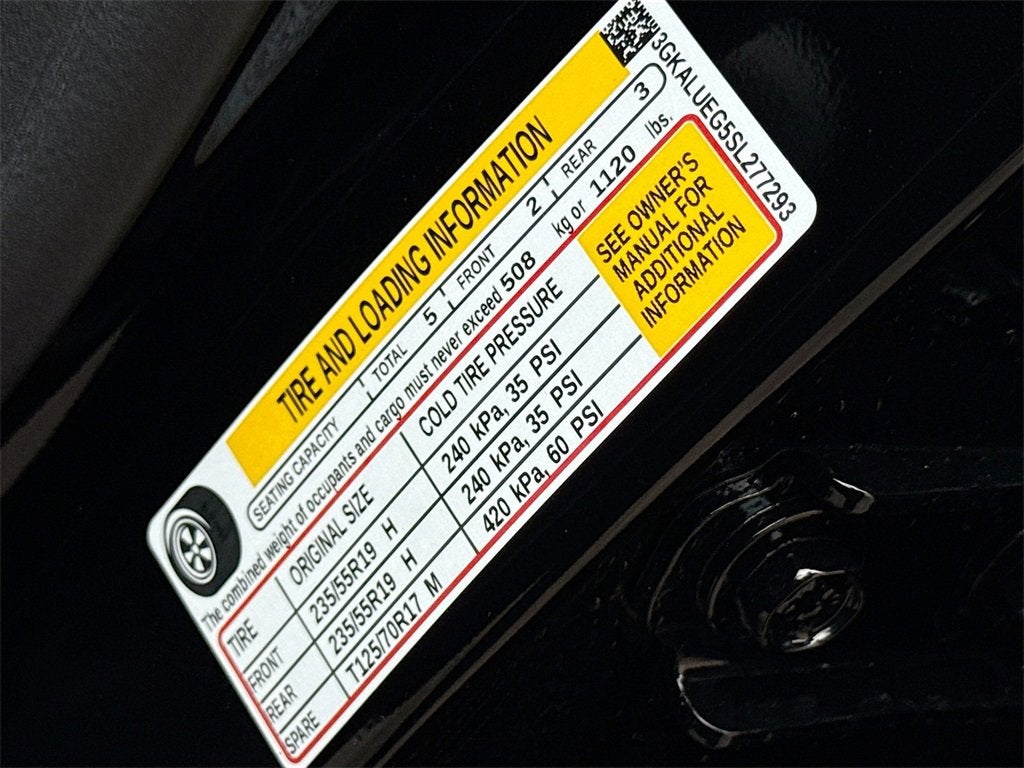 3GKALUEG5SL277293
TIRE AND LOADING INFORMATION
SEATING CAPACITY TOTAL 5 FRONT 2 REAR 3
The combined weight of occupants and cargo must never exceed 508 kg or 1120 lbs.
TIRE ORIGINAL SIZE COLD TIRE PRESSURE
FRONT 235/55R19 H 240 kPa, 35 PSI
REAR 235/55R19 H 240 kPa, 35 PSI
SPARE T125/70R17 M 420 kPa, 60 PSI
SEE OWNER'S
MANUAL FOR
ADDITIONAL
INFORMATION